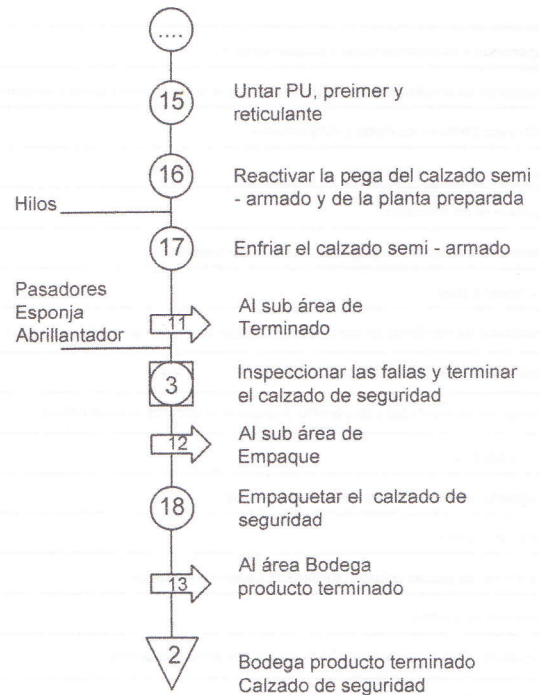 ....
15
Untar PU, preimer y
reticulante
16
Reactivar la pega del calzado semi
- armado y de la planta preparada
Hilos
17
Enfriar el calzado semi - armado
Pasadores
Esponja
Abrillantador
11
Al sub área de
Terminado
3
Inspeccionar las fallas y terminar
el calzado de seguridad
12
Al sub área de
Empaque
18
Empaquetar el calzado de
seguridad
13
Al área Bodega
producto terminado
2
Bodega producto terminado
Calzado de seguridad